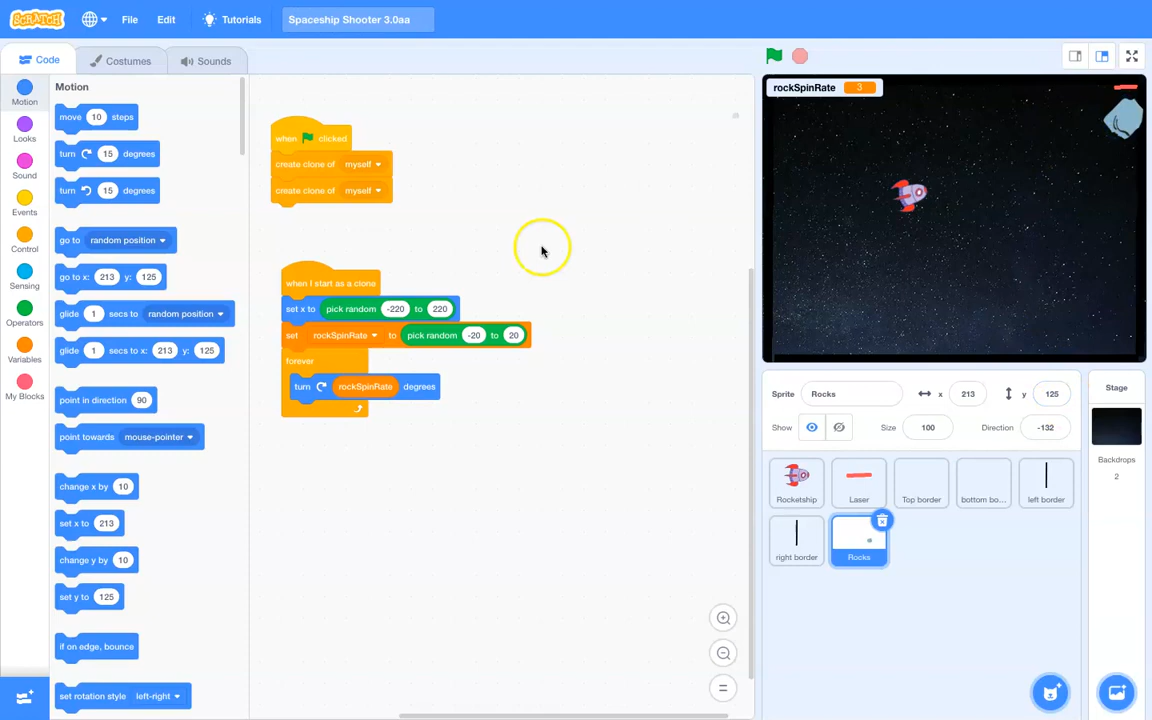 SCRATCH File Edit Tutorials Spaceship Shooter 3.0aa
Code Costumes Sounds
Motion
Looks
Sound
Events
Control
Sensing
Operators
Variables
My Blocks
Motion
move 10 steps
turn 15 degrees
turn 15 degrees
go to random position
go to x: 213 y: 125
glide 1 secs to random position
glide 1 secs to x: 213 y: 125
point in direction 90
point towards mouse-pointer
change x by 10
set x to 213
change y by 10
set y to 125
if on edge, bounce
set rotation style left-right
when clicked
create clone of myself
create clone of myself
when I start as a clone
set x to pick random -220 to 220
set rockSpinRate to pick random -20 to 20
forever
turn rockSpinRate degrees
rockSpinRate 3
Sprite Rocks x 213 y 125
Show Size 100 Direction -132
Rocketship Laser Top border bottom bo... left border
right border Rocks
Stage
Backdrops
2